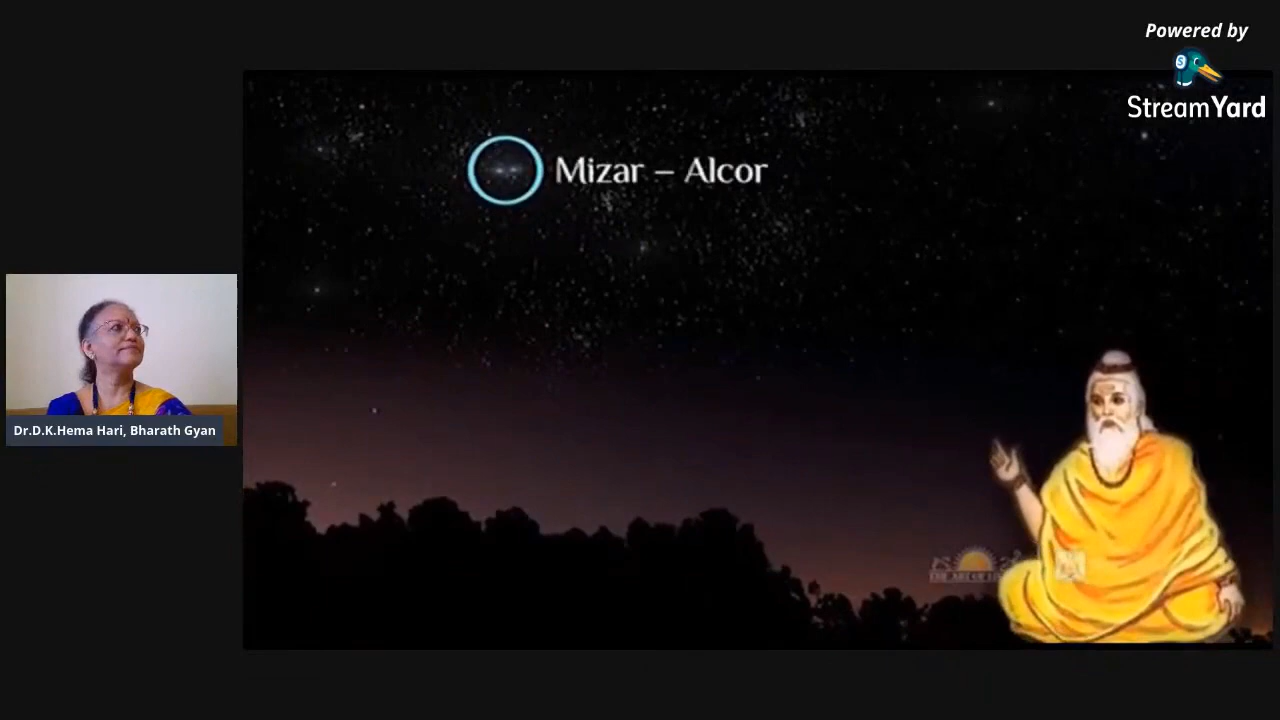 Powered by
StreamYard
Mizar – Alcor
Dr.D.K.Hema Hari, Bharath Gyan